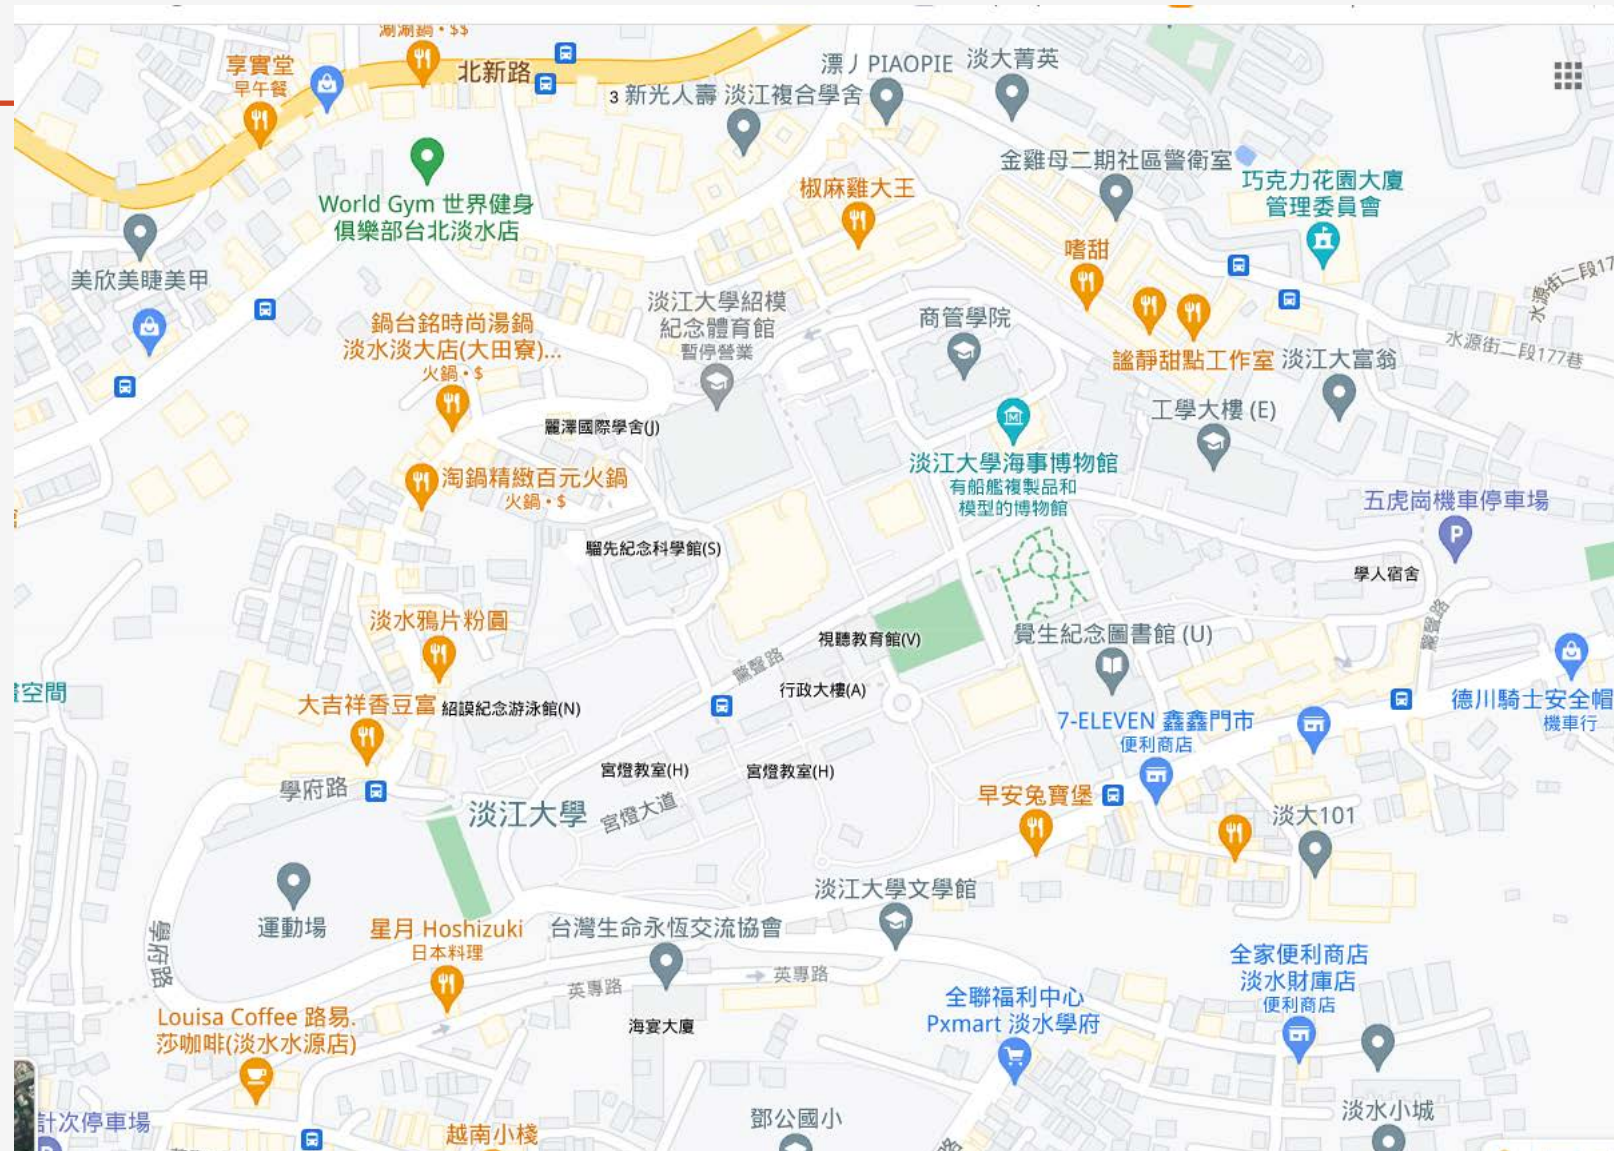 涮涮鍋・$$
享實堂
早午餐
北新路
漂丿PIAOPIE
淡大菁英
3 新光人壽 淡江複合學舍
金雞母二期社區警衛室
巧克力花園大廈
管理委員會
World Gym 世界健身
俱樂部台北淡水店
椒麻雞大王
嗜甜
美欣美睫美甲
淡江大學紹模
紀念體育館
暫停營業
商管學院
水源街二段17
水源街二段177巷
鍋台銘時尚湯鍋
淡水淡大店(大田寮)...
火鍋・$
謐靜甜點工作室
淡江大富翁
工學大樓 (E)
麗澤國際學舍(J)
淡江大學海事博物館
有船艦複製品和
模型的博物館
淘鍋精緻百元火鍋
火鍋・$
五虎崗機車停車場
P
騮先紀念科學館(S)
學人宿舍
淡水鴉片粉圓
視聽教育館(V)
覺生紀念圖書館 (U)
驚聲路
驚聲路
空間
行政大樓(A)
大吉祥香豆富
紹謨紀念游泳館(N)
德川騎士安全帽
機車行
7-ELEVEN 鑫鑫門市
便利商店
宮燈教室(H)
宮燈教室(H)
學府路
早安兔寶堡
淡江大學
宮燈大道
淡大101
淡江大學文學館
運動場
星月 Hoshizuki
日本料理
台灣生命永恆交流協會
學府路
全家便利商店
淡水財庫店
便利商店
英專路
英專路
全聯福利中心
Pxmart 淡水學府
Louisa Coffee 路易.
莎咖啡(淡水水源店)
海宴大廈
計次停車場
越南小棧
鄧公國小
淡水小城
路